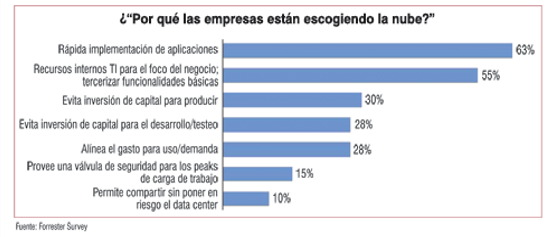 ¿“Por qué las empresas están escogiendo la nube?”
Rápida implementación de aplicaciones
63%
Recursos internos TI para el foco del negocio;
tercerizar funcionalidades básicas
55%
Evita inversión de capital para producir
30%
Evita inversión de capital para el desarrollo/testeo
28%
Alínea el gasto para uso/demanda
28%
Provee una válvula de seguridad para los peaks
de carga de trabajo
15%
Permite compartir sin poner en
riesgo el data center
10%
Fuente: Forrester Survey